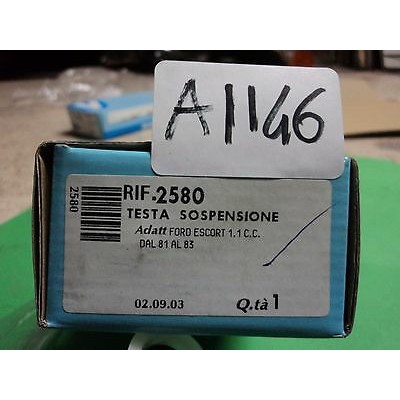 A1146
2580
RIF.2580
TESTA SOSPENSIONE
Adatt FORD ESCORT 1.1 C.C.
DAL 81 AL 83
02.09.03
Q.tà 1